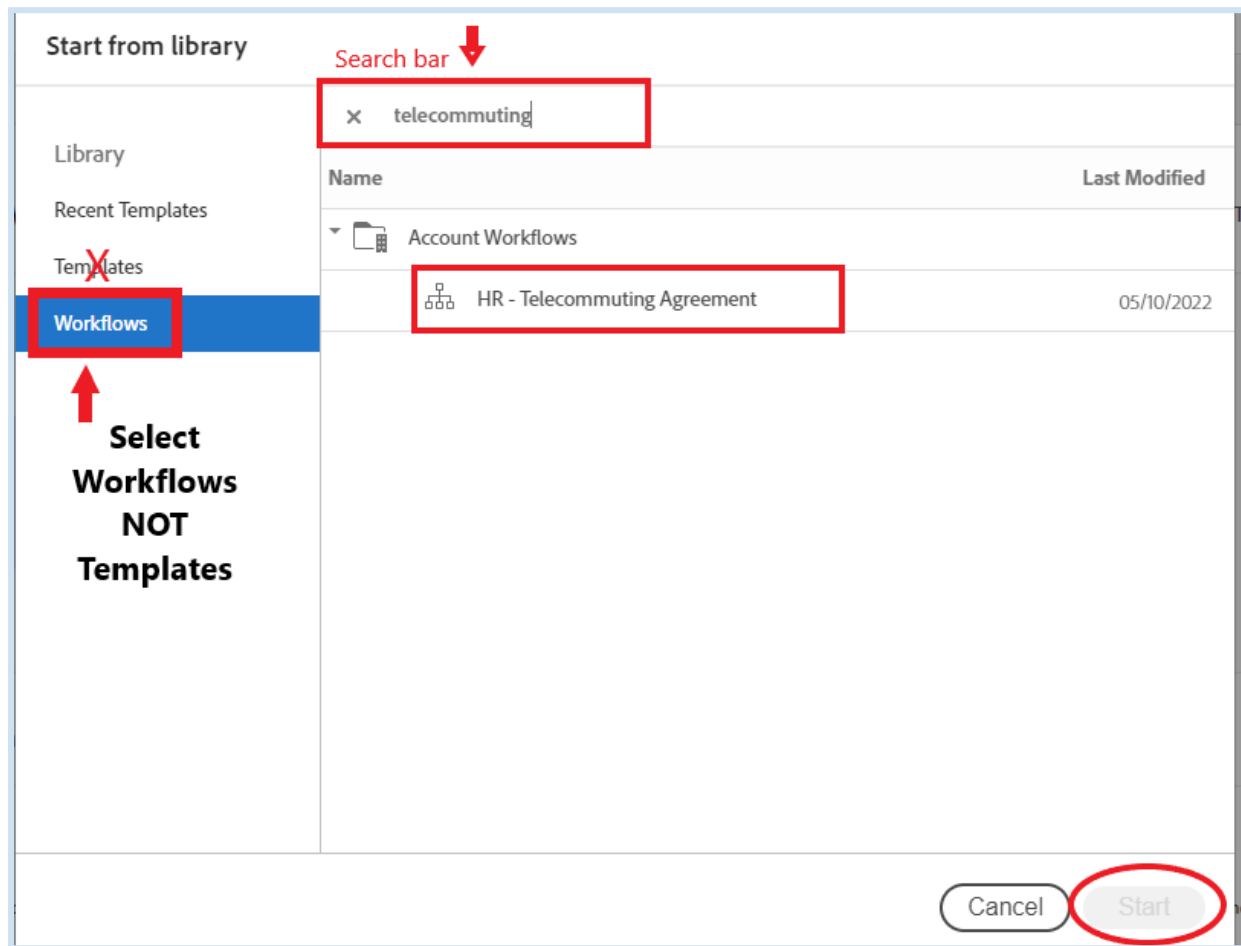 Start from library
Search bar
telecommuting
Library
Name Last Modified
Recent Templates
Account Workflows
Templates
X
HR - Telecommuting Agreement 05/10/2022
Workflows
Select
Workflows
NOT
Templates
Cancel Start